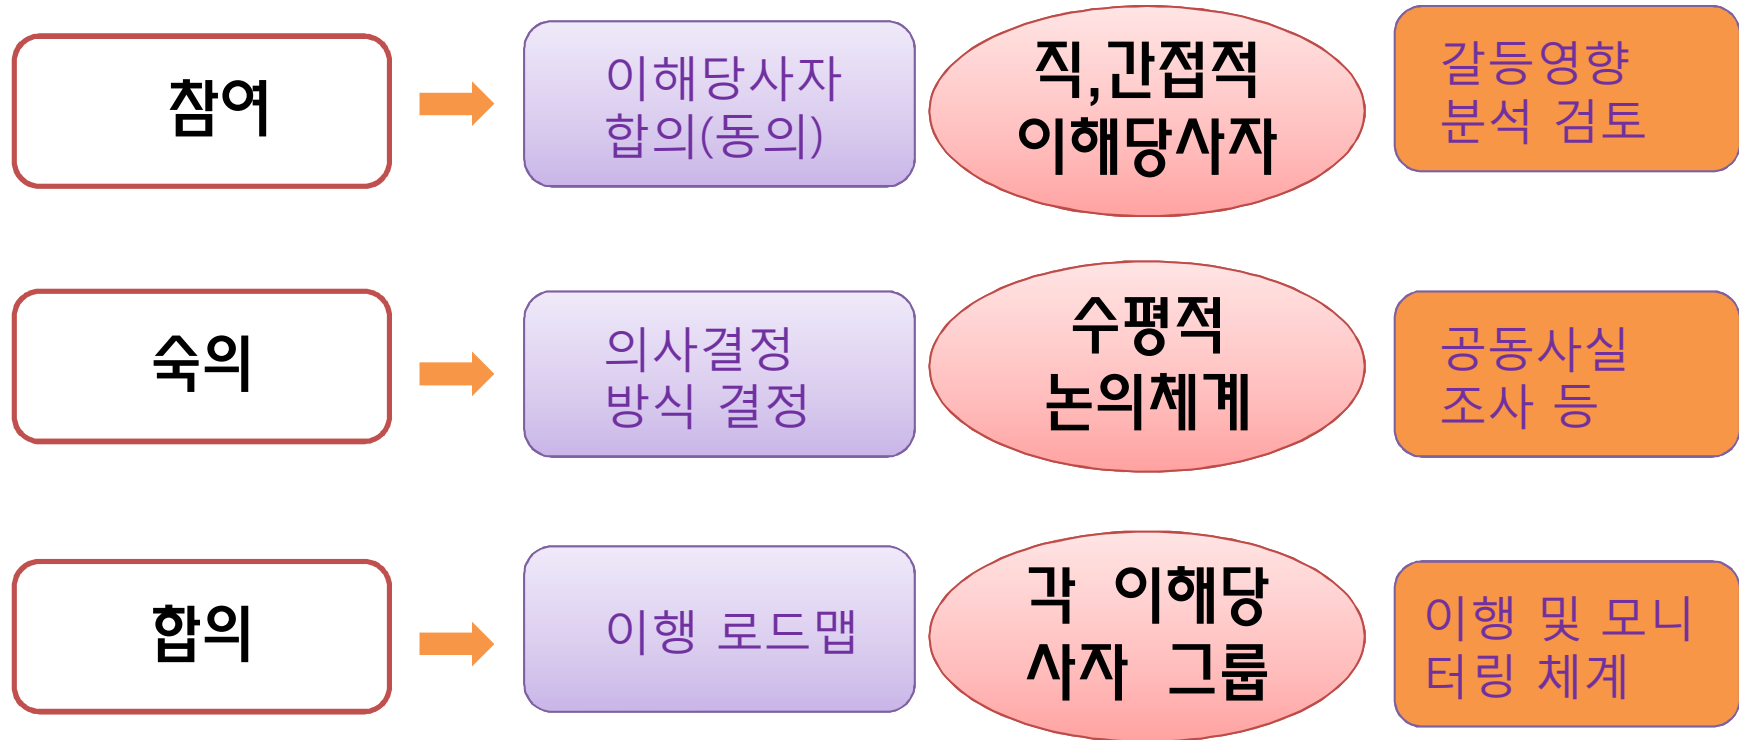 참여
이해당사자
합의(동의)
직,간접적
이해당사자
갈등영향
분석 검토
숙의
의사결정
방식 결정
수평적
논의체계
공동사실
조사 등
합의
이행 로드맵
각 이해당
사자 그룹
이행 및 모니
터링 체계